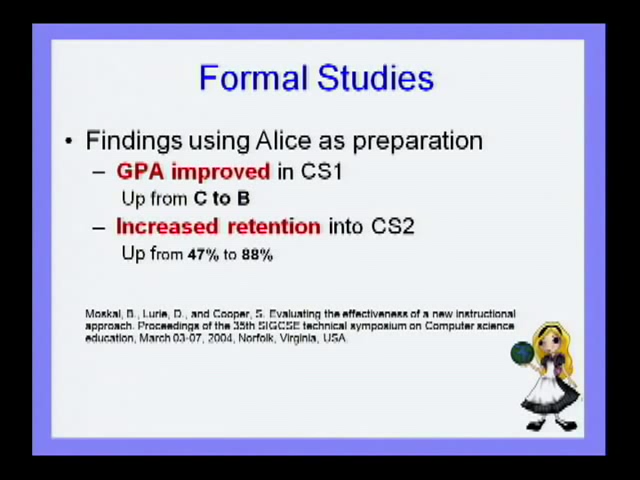 Formal Studies
• Findings using Alice as preparation
– GPA improved in CS1
Up from C to B
– Increased retention into CS2
Up from 47% to 88%
Moskal, B., Lurie, D., and Cooper, S. Evaluating the effectiveness of a new instructional
approach. Proceedings of the 35th SIGCSE technical symposium on Computer science
education, March 03-07, 2004, Norfolk, Virginia, USA.